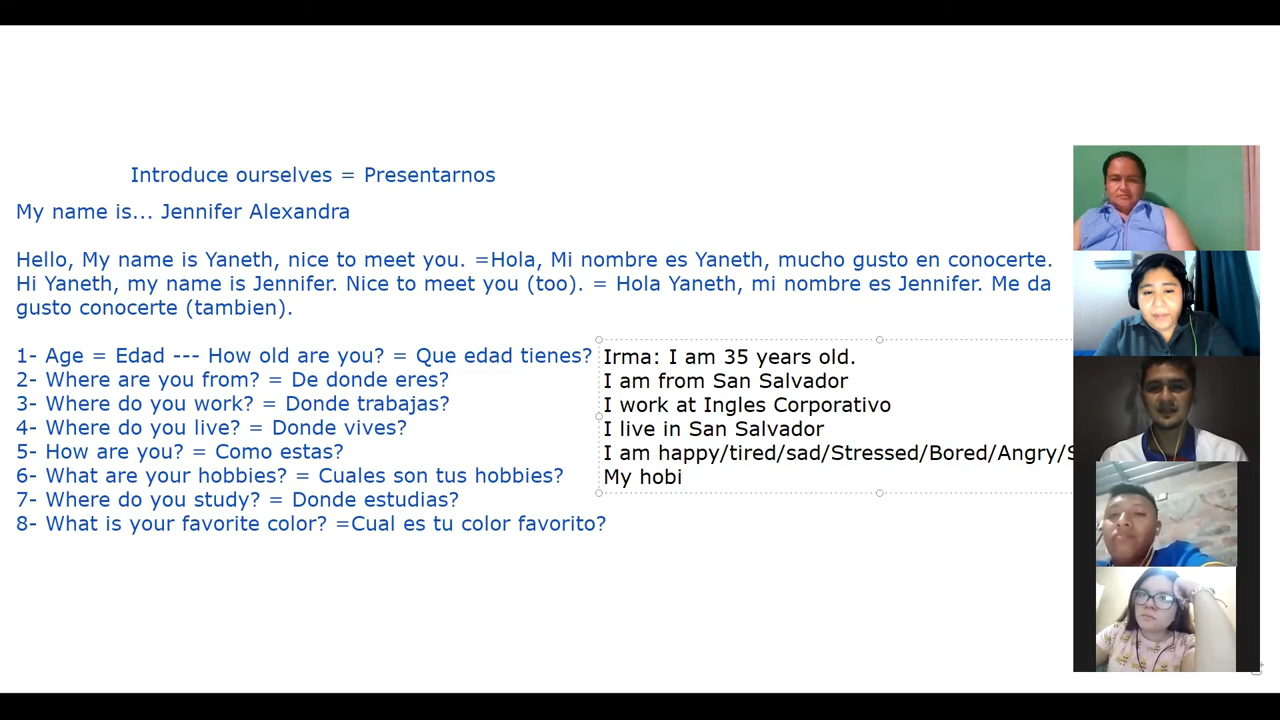 Introduce ourselves = Presentarnos
My name is... Jennifer Alexandra
Hello, My name is Yaneth, nice to meet you. =Hola, Mi nombre es Yaneth, mucho gusto en conocerte.
Hi Yaneth, my name is Jennifer. Nice to meet you (too). = Hola Yaneth, mi nombre es Jennifer. Me da
gusto conocerte (tambien).
1- Age = Edad --- How old are you? = Que edad tienes?
2- Where are you from? = De donde eres?
3- Where do you work? = Donde trabajas?
4- Where do you live? = Donde vives?
5- How are you? = Como estas?
6- What are your hobbies? = Cuales son tus hobbies?
7- Where do you study? = Donde estudias?
8- What is your favorite color? =Cual es tu color favorito?
Irma: I am 35 years old.
I am from San Salvador
I work at Ingles Corporativo
I live in San Salvador
I am happy/tired/sad/Stressed/Bored/Angry/
My hobi